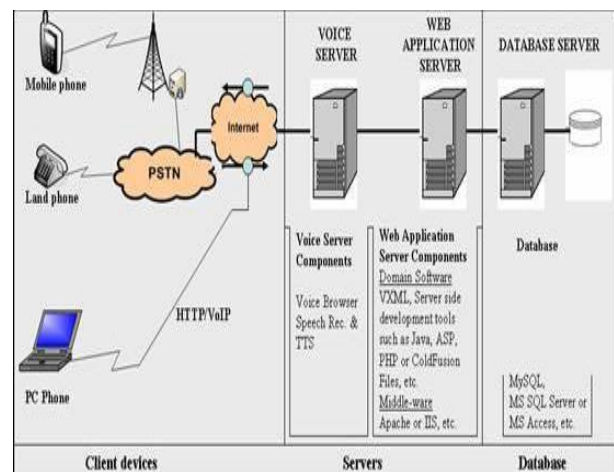 Mobile phone
Land phone
PC Phone
PSTN
Internet
HTTP/VoIP
VOICE
SERVER
WEB
APPLICATION
SERVER
DATABASE SERVER
Voice Server
Components
Voice Browser
Speech Rec. &
TTS
Web Application
Server Components
Domain Software
VXML, Server side
development tools
such as Java, ASP,
PHP or ColdFusion
Files, etc.
Middle-ware
Apache or IIS, etc.
Database
MySQL,
MS SQL Server or
MS Access, etc.
Client devices
Servers
Database